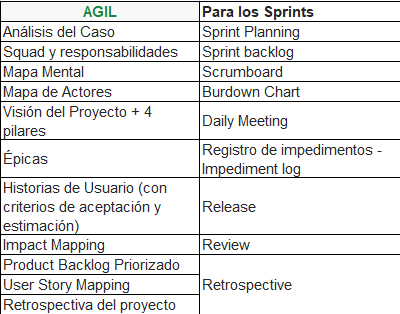 AGIL
Para los Sprints
Análisis del Caso
Sprint Planning
Squad y responsabilidades
Sprint backlog
Mapa Mental
Scrumboard
Mapa de Actores
Burdown Chart
Visión del Proyecto + 4
pilares
Daily Meeting
Épicas
Registro de impedimentos -
Impediment log
Historias de Usuario (con
criterios de aceptación y
estimación)
Release
Impact Mapping
Review
Product Backlog Priorizado
User Story Mapping
Retrospectiva del proyecto
Retrospective